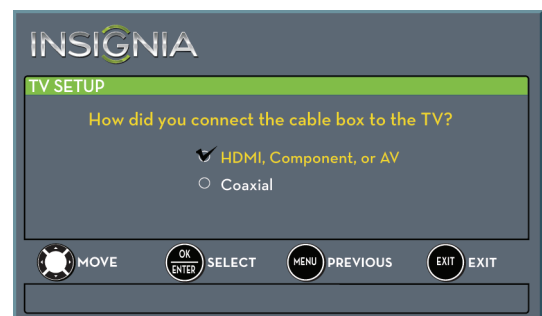 INSIGNIA
TV SETUP
How did you connect the cable box to the TV?
HDMI, Component, or AV
Coaxial
MOVE OK ENTER SELECT MENU PREVIOUS EXIT EXIT